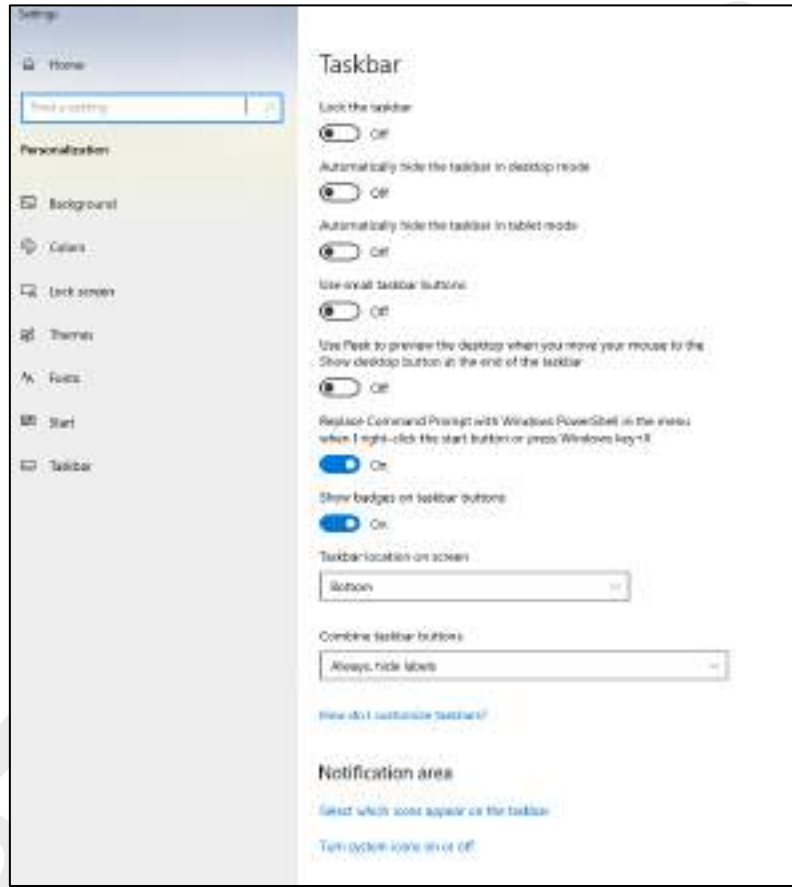 Settings
Home
Find a setting
Personalization
Background
Colors
Lock screen
Themes
Fonts
Start
Taskbar
Taskbar
Lock the taskbar
Off
Automatically hide the taskbar in desktop mode
Off
Automatically hide the taskbar in tablet mode
Off
Use small taskbar buttons
Off
Use Peek to preview the desktop when you move your mouse to the
Show desktop button at the end of the taskbar
Off
Replace Command Prompt with Windows PowerShell in the menu
when I right-click the start button or press Windows key+X
On
Show badges on taskbar buttons
On
Taskbar location on screen
Bottom
Combine taskbar buttons
Always, hide labels
How do I customize taskbars?
Notification area
Select which icons appear on the taskbar
Turn system icons on or off